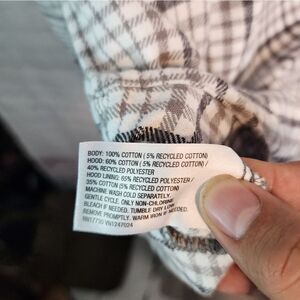 BODY: 100% COTTON ( 5% RECYCLED COTTON)
HOOD: 60% COTTON ( 5% RECYCLED COTTON) /
40% RECYCLED POLYESTER
HOOD LINING: 65% RECYCLED POLYESTER /
35% COTTON (5% RECYCLED COTTON)
MACHINE WASH COLD SEPARATELY.
GENTLE CYCLE. ONLY NON-CHLORINE
BLEACH IF NEEDED. TUMBLE DRY LOW.
REMOVE PROMPTLY. WARM IRON IF NEEDED.
RN17730 VN1247024